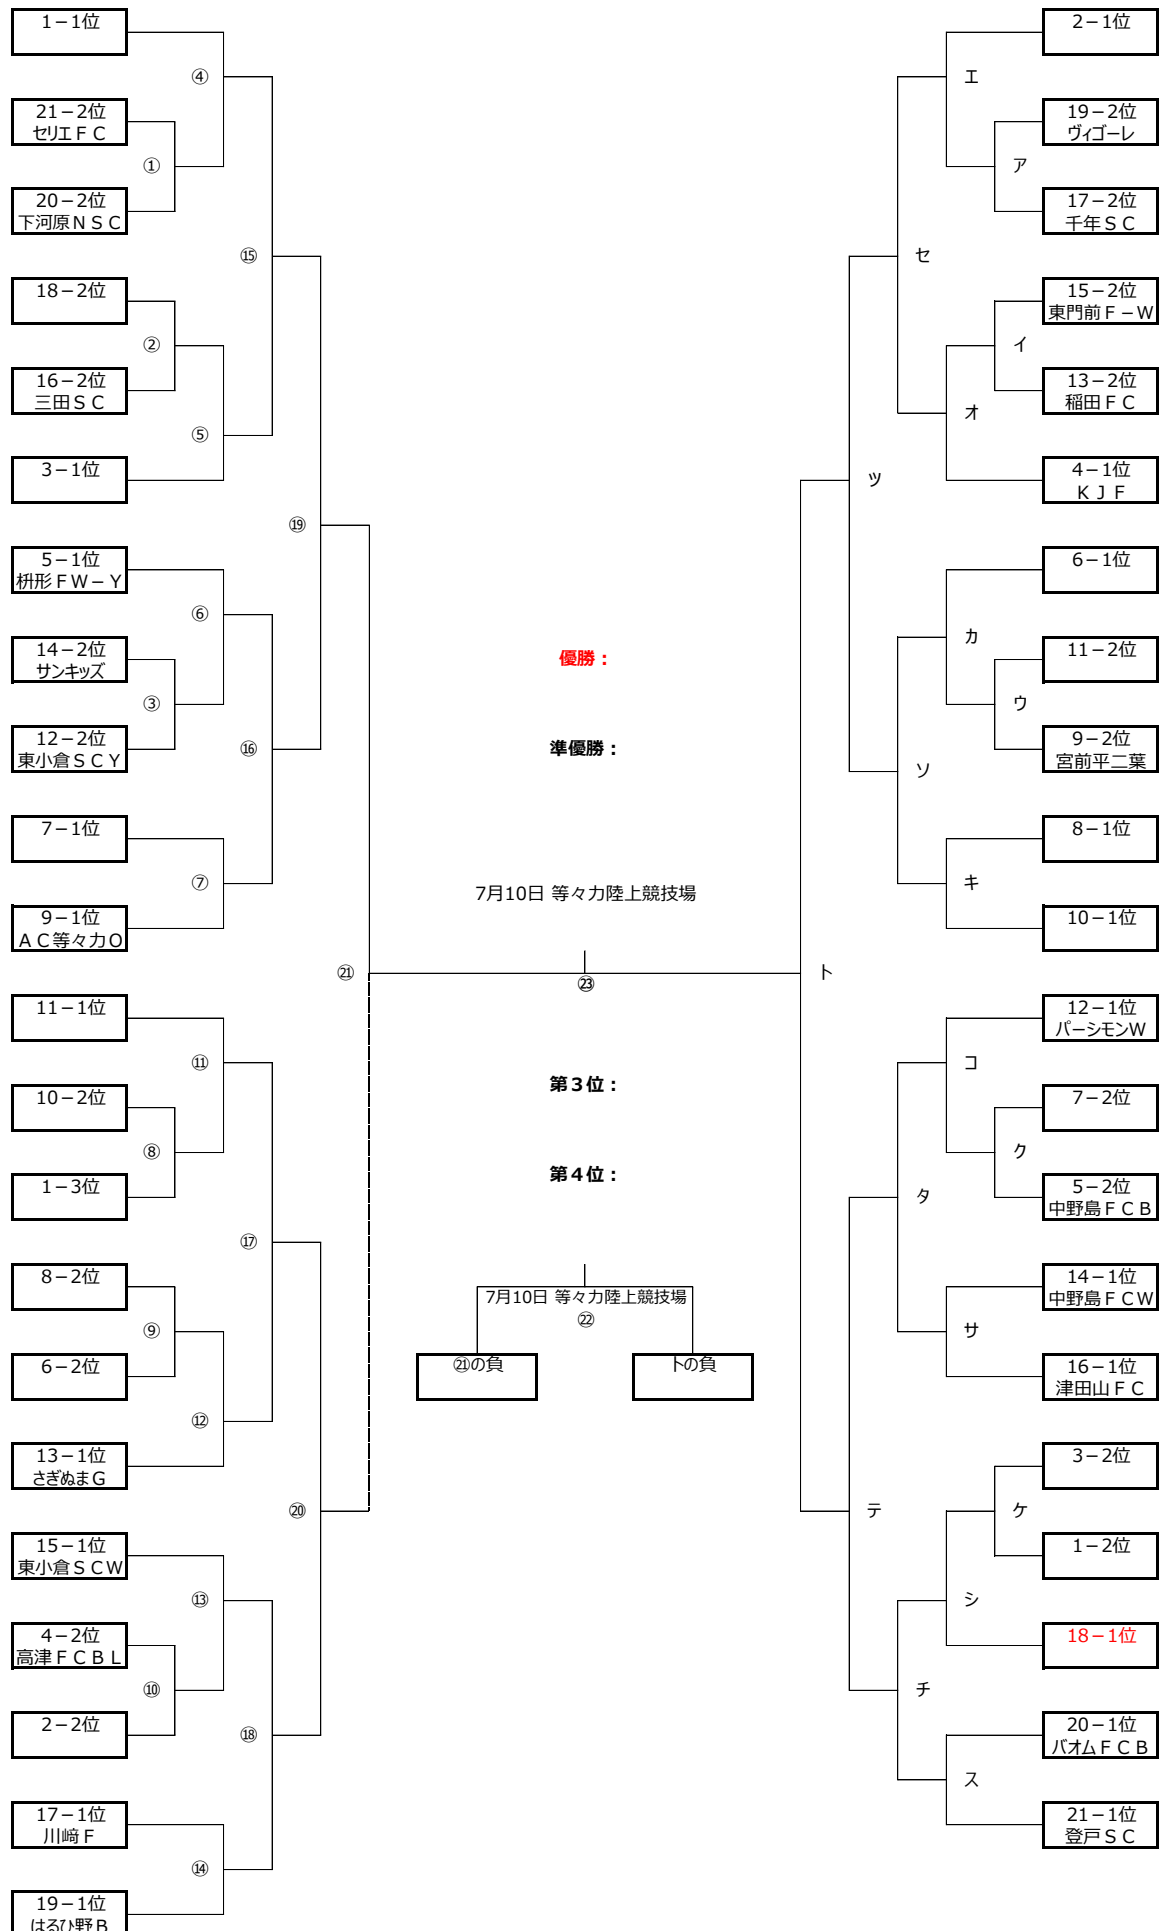 1－1位
④
21－2位
セリエＦＣ
①
20－2位
下河原ＮＳＣ
⑮
18－2位
②
16－2位
三田ＳＣ
⑤
3－1位
⑲
5－1位
枡形ＦＷ－Ｙ
⑥
14－2位
サンキッズ
③
12－2位
東小倉ＳＣＹ
⑯
7－1位
⑦
9－1位
ＡＣ等々力Ｏ
㉑
11－1位
⑪
10－2位
⑧
1－3位
⑰
8－2位
⑨
6－2位
⑫
13－1位
さぎぬまＧ
⑳
15－1位
東小倉ＳＣＷ
⑬
4－2位
高津ＦＣＢＬ
⑩
2－2位
⑱
17－1位
川﨑Ｆ
⑭
19－1位
はるひ野Ｂ
優勝：
準優勝：
7月10日 等々力陸上競技場
㉓
第３位：
第４位：
7月10日 等々力陸上競技場
㉒
㉑の負
トの負
2－1位
エ
19－2位
ヴィゴーレ
ア
17－2位
千年ＳＣ
セ
15－2位
東門前Ｆ－Ｗ
イ
13－2位
稲田ＦＣ
オ
4－1位
ＫＪＦ
ツ
6－1位
カ
11－2位
ウ
9－2位
宮前平二葉
ソ
8－1位
キ
10－1位
ト
12－1位
パーシモンＷ
コ
7－2位
ク
5－2位
中野島ＦＣＢ
タ
14－1位
中野島ＦＣＷ
サ
16－1位
津田山ＦＣ
テ
3－2位
ケ
1－2位
シ
18－1位
チ
20－1位
バオムＦＣＢ
ス
21－1位
登戸ＳＣ